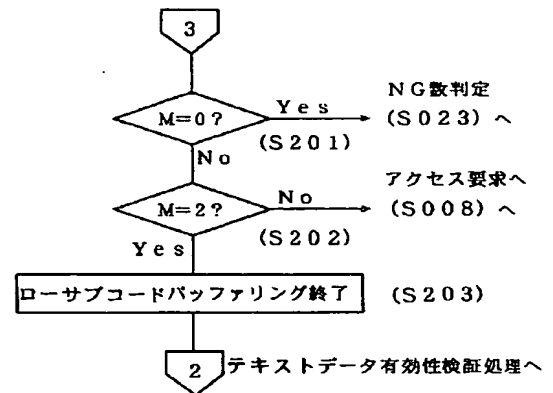 3
M=0?
Yes
NG数判定
(S023)へ
(S201)
No
M=2?
No
アクセス要求へ
(S008)へ
(S202)
Yes
ローサブコードバッファリング終了
(S203)
2
テキストデータ有効性検証処理へ